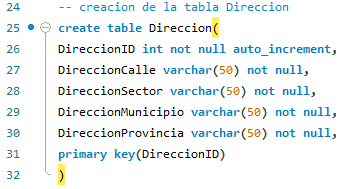 24 -- creacion de la tabla Direccion
25 create table Direccion(
26 DireccionID int not null auto_increment,
27 DireccionCalle varchar(50) not null,
28 DireccionSector varchar(50) not null,
29 DireccionMunicipio varchar(50) not null,
30 DireccionProvincia varchar(50) not null,
31 primary key(DireccionID)
32 )